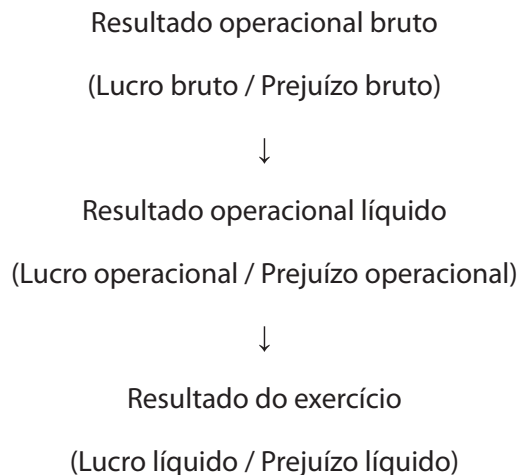 Resultado operacional bruto
(Lucro bruto / Prejuízo bruto)
↓
Resultado operacional líquido
(Lucro operacional / Prejuízo operacional)
↓
Resultado do exercício
(Lucro líquido / Prejuízo líquido)